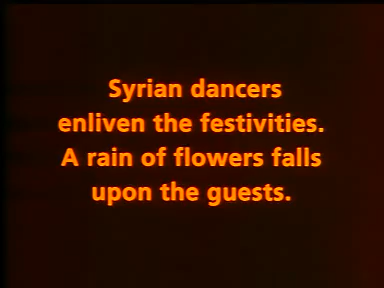 Syrian dancers
enliven the festivities.
A rain of flowers falls
upon the guests.